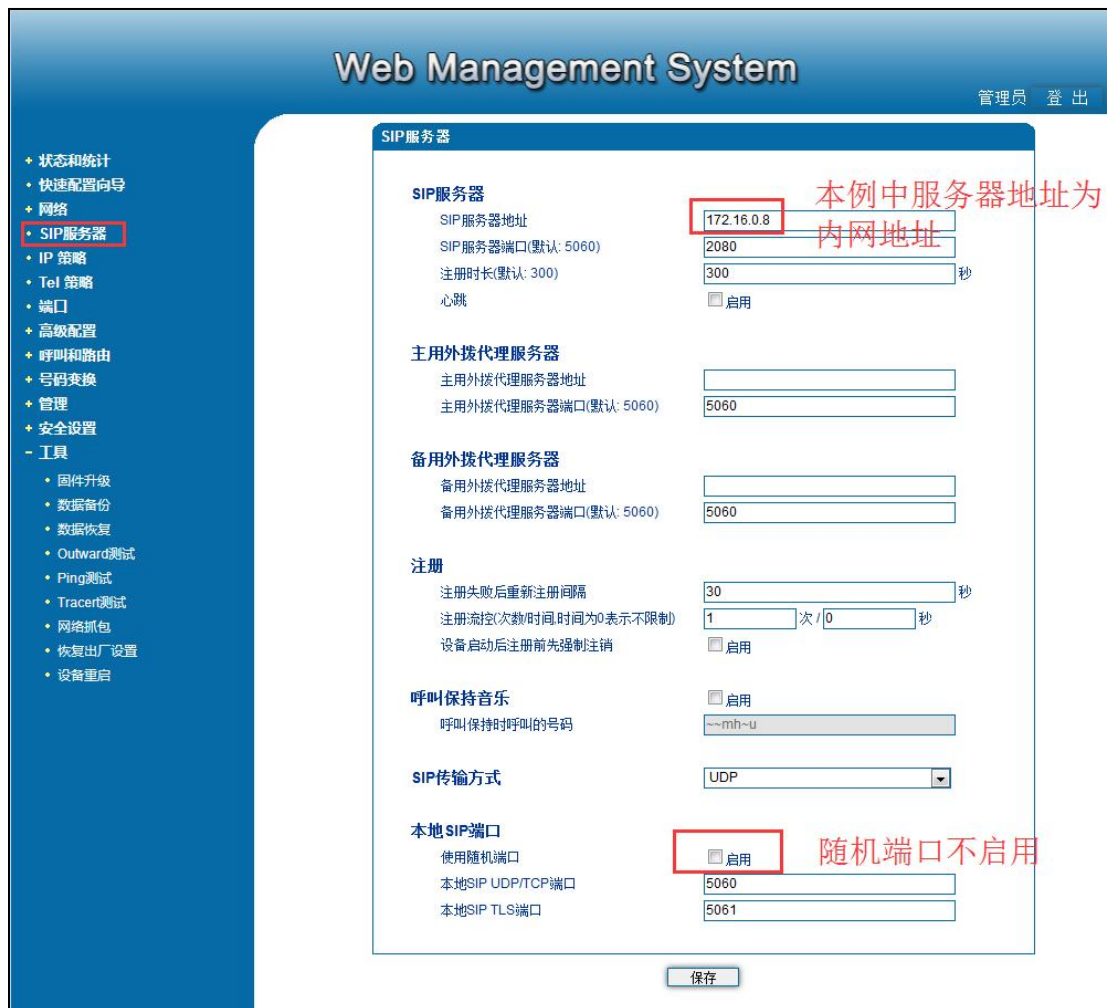 Web Management System
管理员 登 出
+ 状态和统计
• 快速配置向导
+ 网络
• SIP服务器
• IP 策略
• Tel 策略
• 端口
+ 高级配置
+ 呼叫和路由
+ 号码变换
+ 管理
+ 安全设置
- 工具
• 固件升级
• 数据备份
• 数据恢复
• Outward测试
• Ping测试
• Tracert测试
• 网络抓包
• 恢复出厂设置
• 设备重启
SIP服务器
SIP服务器
SIP服务器地址 172.16.0.8
本例中服务器地址为
内网地址
SIP服务器端口(默认: 5060) 2080
注册时长(默认: 300) 300 秒
心跳 启用
主用外拨代理服务器
主用外拨代理服务器地址
主用外拨代理服务器端口(默认: 5060) 5060
备用外拨代理服务器
备用外拨代理服务器地址
备用外拨代理服务器端口(默认: 5060) 5060
注册
注册失败后重新注册间隔 30 秒
注册流控(次数/时间,时间为0表示不限制) 1 次 / 0 秒
设备启动后注册前先强制注销 启用
呼叫保持音乐 启用
呼叫保持时呼叫的号码 ~~mh~u
SIP传输方式 UDP
本地SIP端口
使用随机端口 启用 随机端口不启用
本地SIP UDP/TCP端口 5060
本地SIP TLS端口 5061
保存